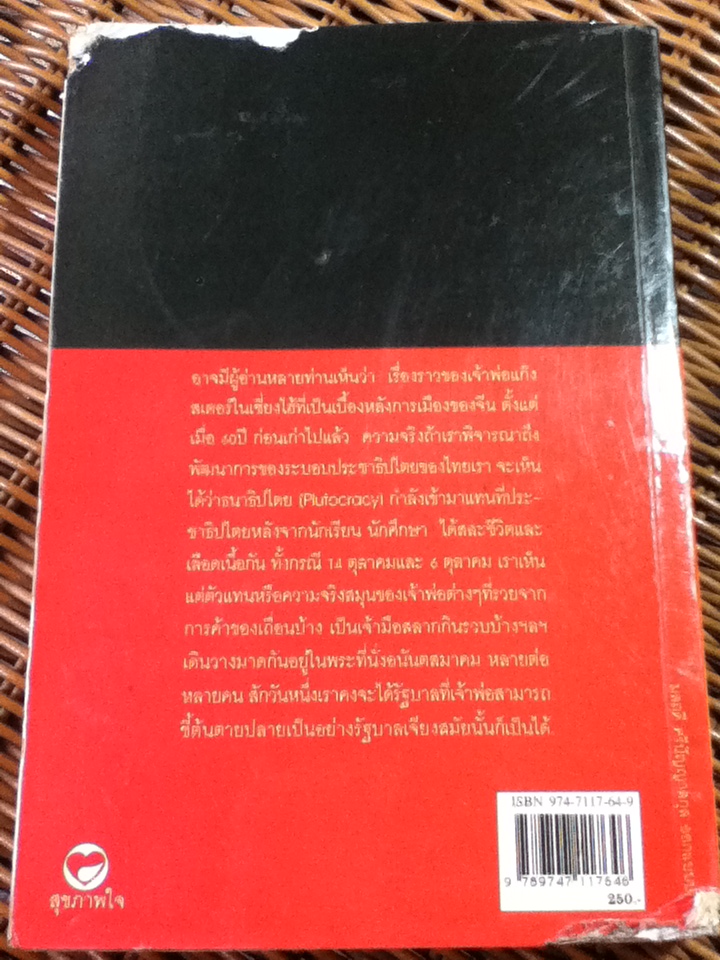 อาจมีผู้อ่านหลายท่านเห็นว่า เรื่องราวของเจ้าพ่อแก๊ง
สเตอร์ในเซี่ยงไฮ้ที่เป็นเบื้องหลังการเมืองของจีน ตั้งแต่
เมื่อ 60ปี ก่อนเก่าไปแล้ว ความจริงถ้าเราพิจารณาถึง
พัฒนาการของระบอบประชาธิปไตยของไทยเรา จะเห็น
ได้ว่าธนาธิปไตย (Plutocracy) กำลังเข้ามาแทนที่ประ-
ชาธิปไตยหลังจากนักเรียน นักศึกษา ได้สละชีวิตและ
เลือดเนื้อกัน ทั้งกรณี 14 ตุลาคมและ 6 ตุลาคม เราเห็น
แต่ตัวแทนหรือความจริงสมุนของเจ้าพ่อต่างๆที่รวยจาก
การค้าของเถื่อนบ้าง เป็นเจ้ามือสลากกินรวบบ้างฯลฯ
เดินวางมาดกันอยู่ในพระที่นั่งอนันตสมาคม หลายต่อ
หลายคน สักวันหนึ่งเราคงจะได้รัฐบาลที่เจ้าพ่อสามารถ
ชี้ต้นตายปลายเป็นอย่างรัฐบาลเจียงสมัยนั้นก็เป็นได้
ISBN 974-7117-64-9
9 789747 117646
250.-
สุขภาพใจ